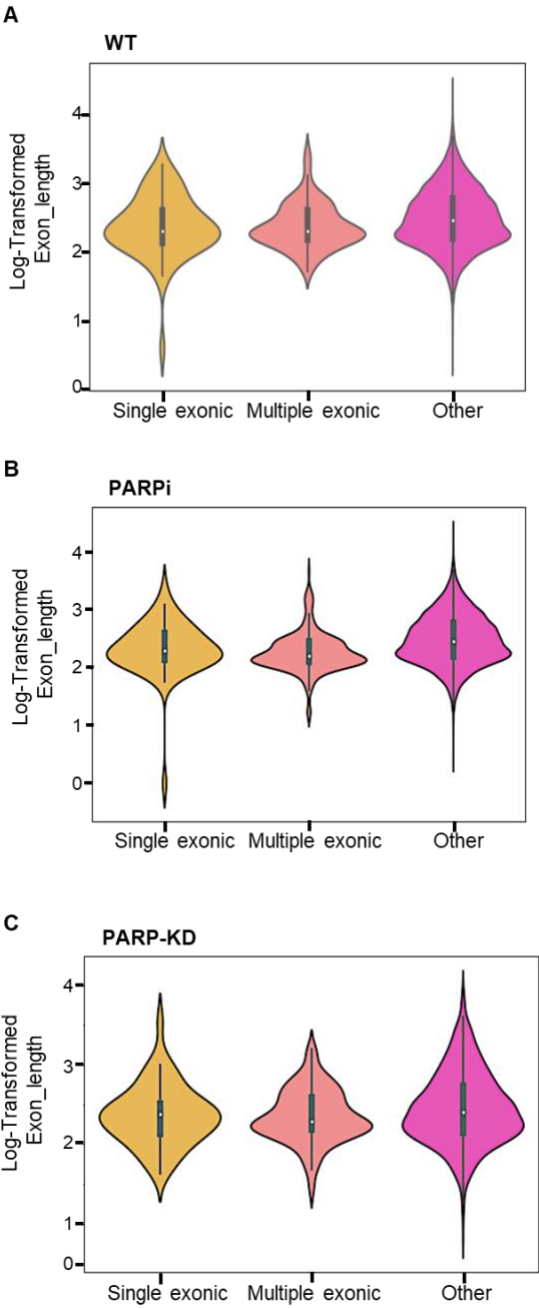 A
WT
Log-Transformed
Exon_length
4
3
2
1
0
Single exonic Multiple exonic Other
B
PARPi
Log-Transformed
Exon_length
4
3
2
1
0
Single exonic Multiple exonic Other
C
PARP-KD
Log-Transformed
Exon_length
4
3
2
1
0
Single exonic Multiple exonic Other